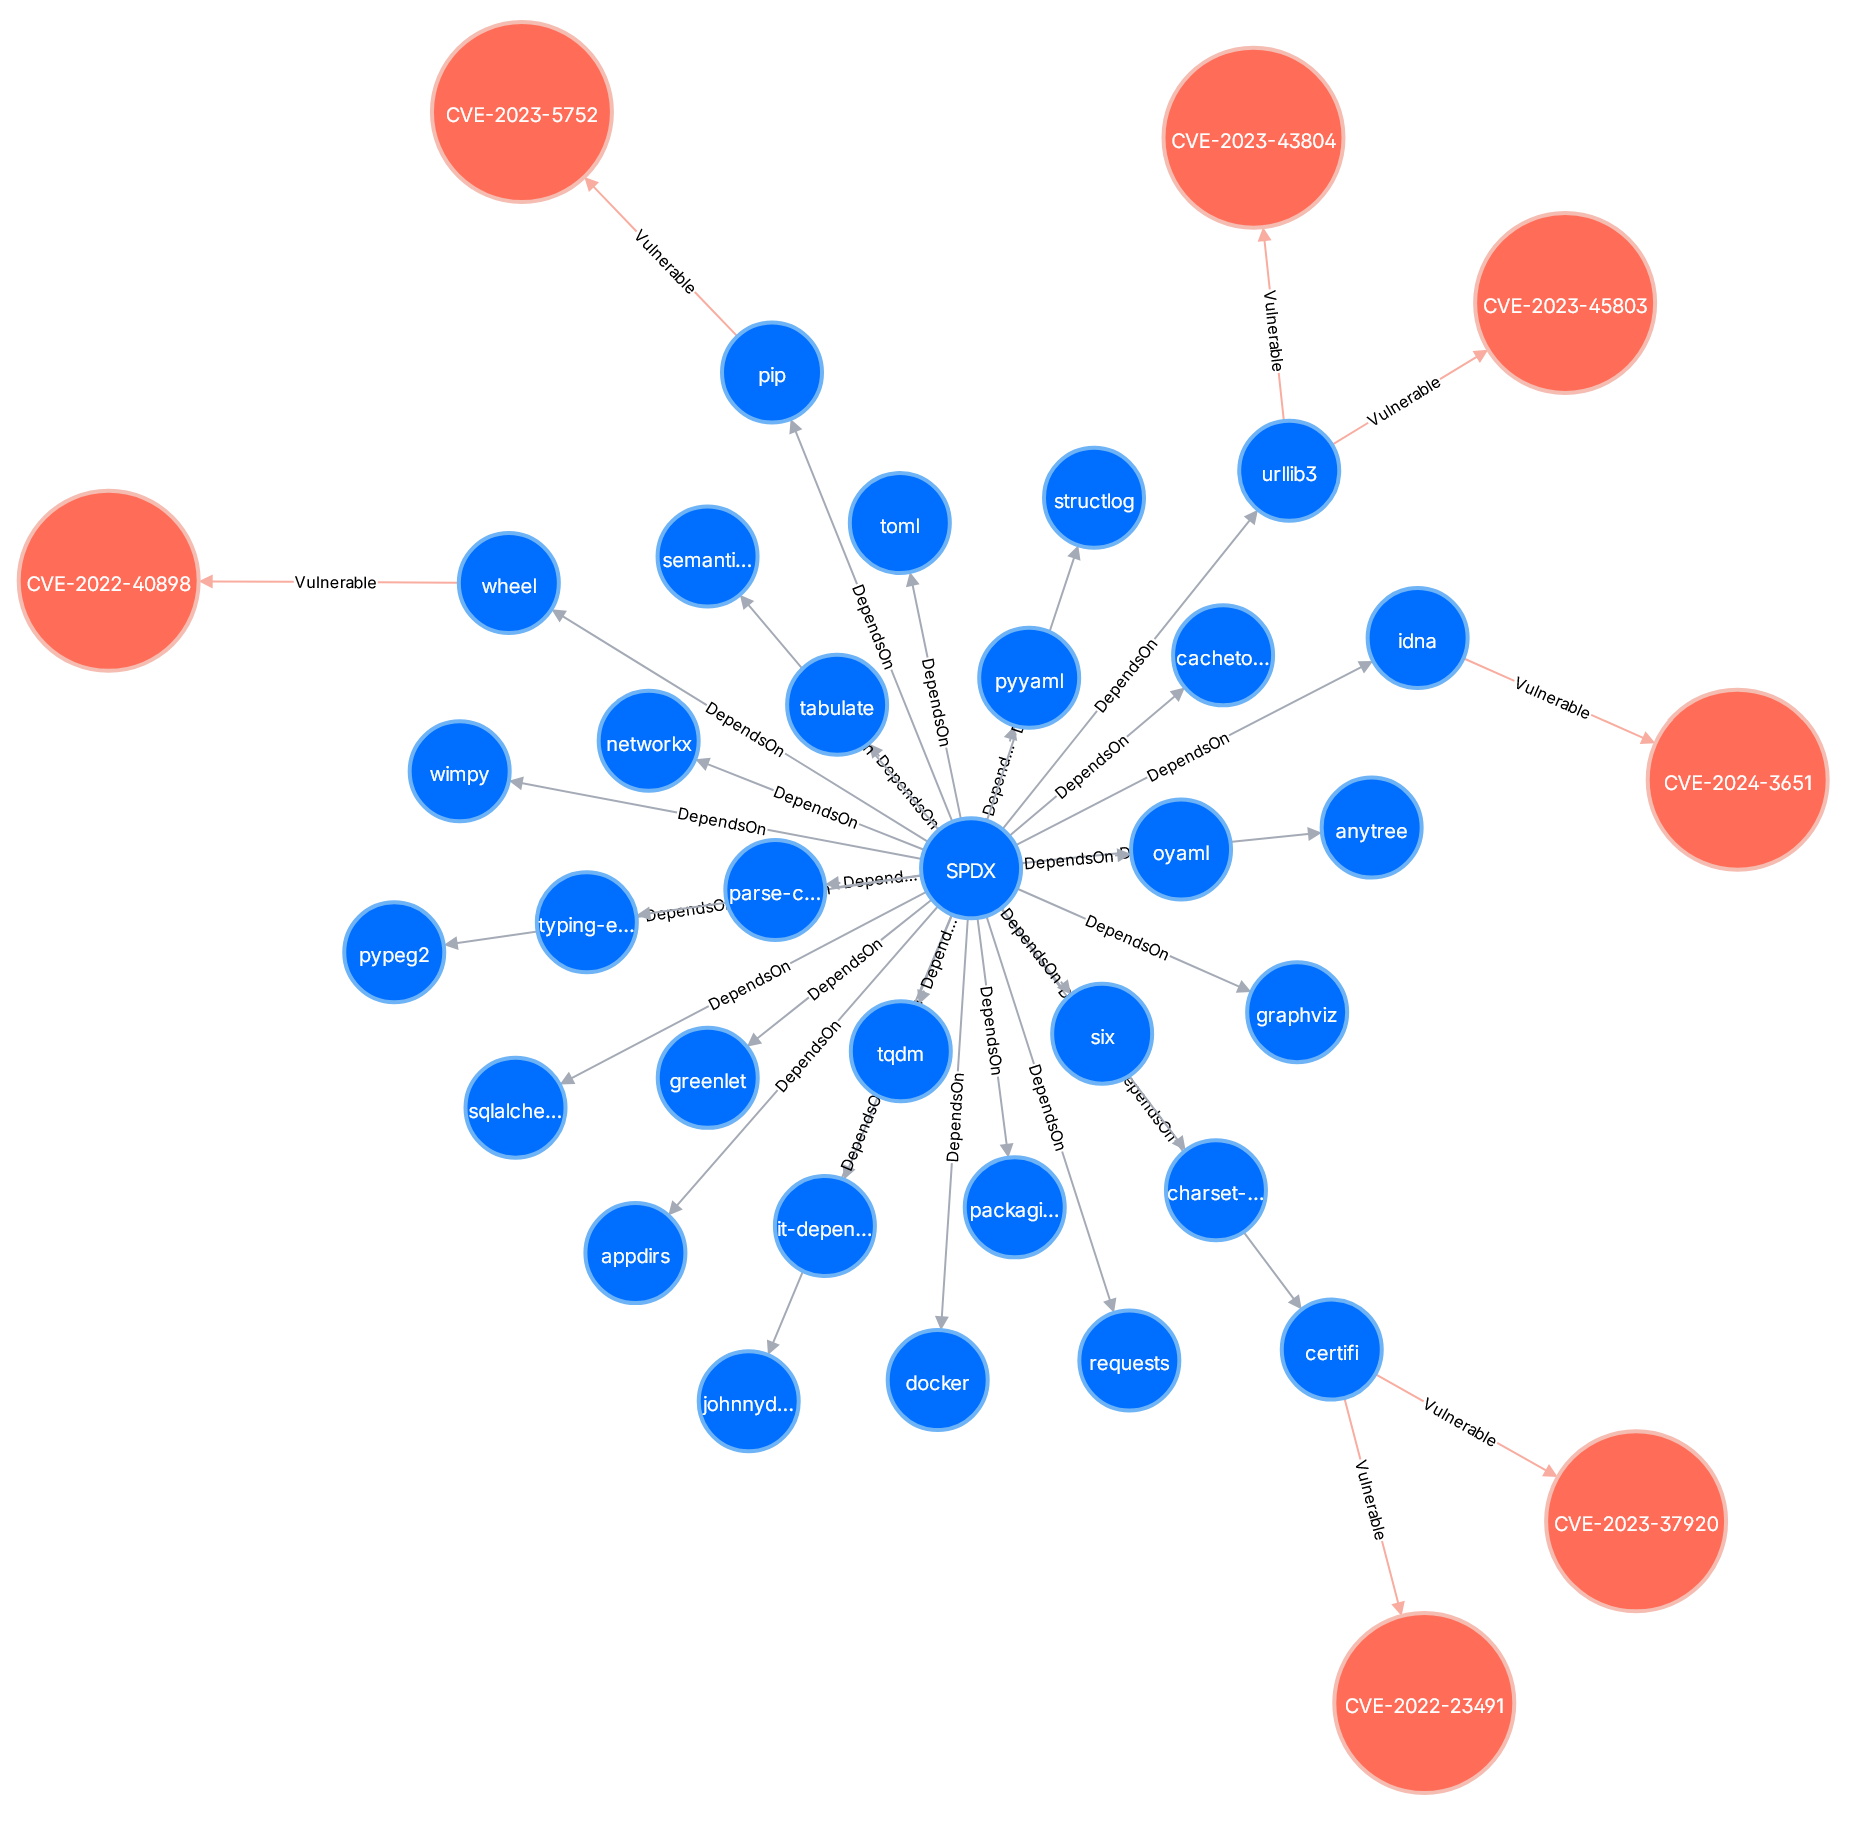 CVE-2023-5752
CVE-2023-43804
Vulnerable
CVE-2023-45803
Vulnerable
Vulnerable
pip
urllib3
structlog
toml
semanti...
CVE-2022-40898
Vulnerable
wheel
DependsOn
cacheto...
idna
pyyaml
DependsOn
DependsOn
Vulnerable
tabulate
DependsOn
networkx
wimpy
DependsOn
DependsOn
CVE-2024-3651
DependsOn
Depend...
DependsOn
DependsOn
DependsOn
anytree
oyaml
DependsOn
SPDX
Depend...
parse-c...
DependsOn
typing-e...
pypeg2
DependsOn
Depend...
DependsOn
DependsOn
DependsOn
graphviz
six
tqdm
DependsOn
DependsOn
greenlet
sqlalche...
DependsOn
DependsOn
DependsO
ependsOn
charset-...
packagi...
it-depen...
appdirs
certifi
requests
docker
johnnyd...
Vulnerable
Vulnerable
CVE-2023-37920
CVE-2022-23491